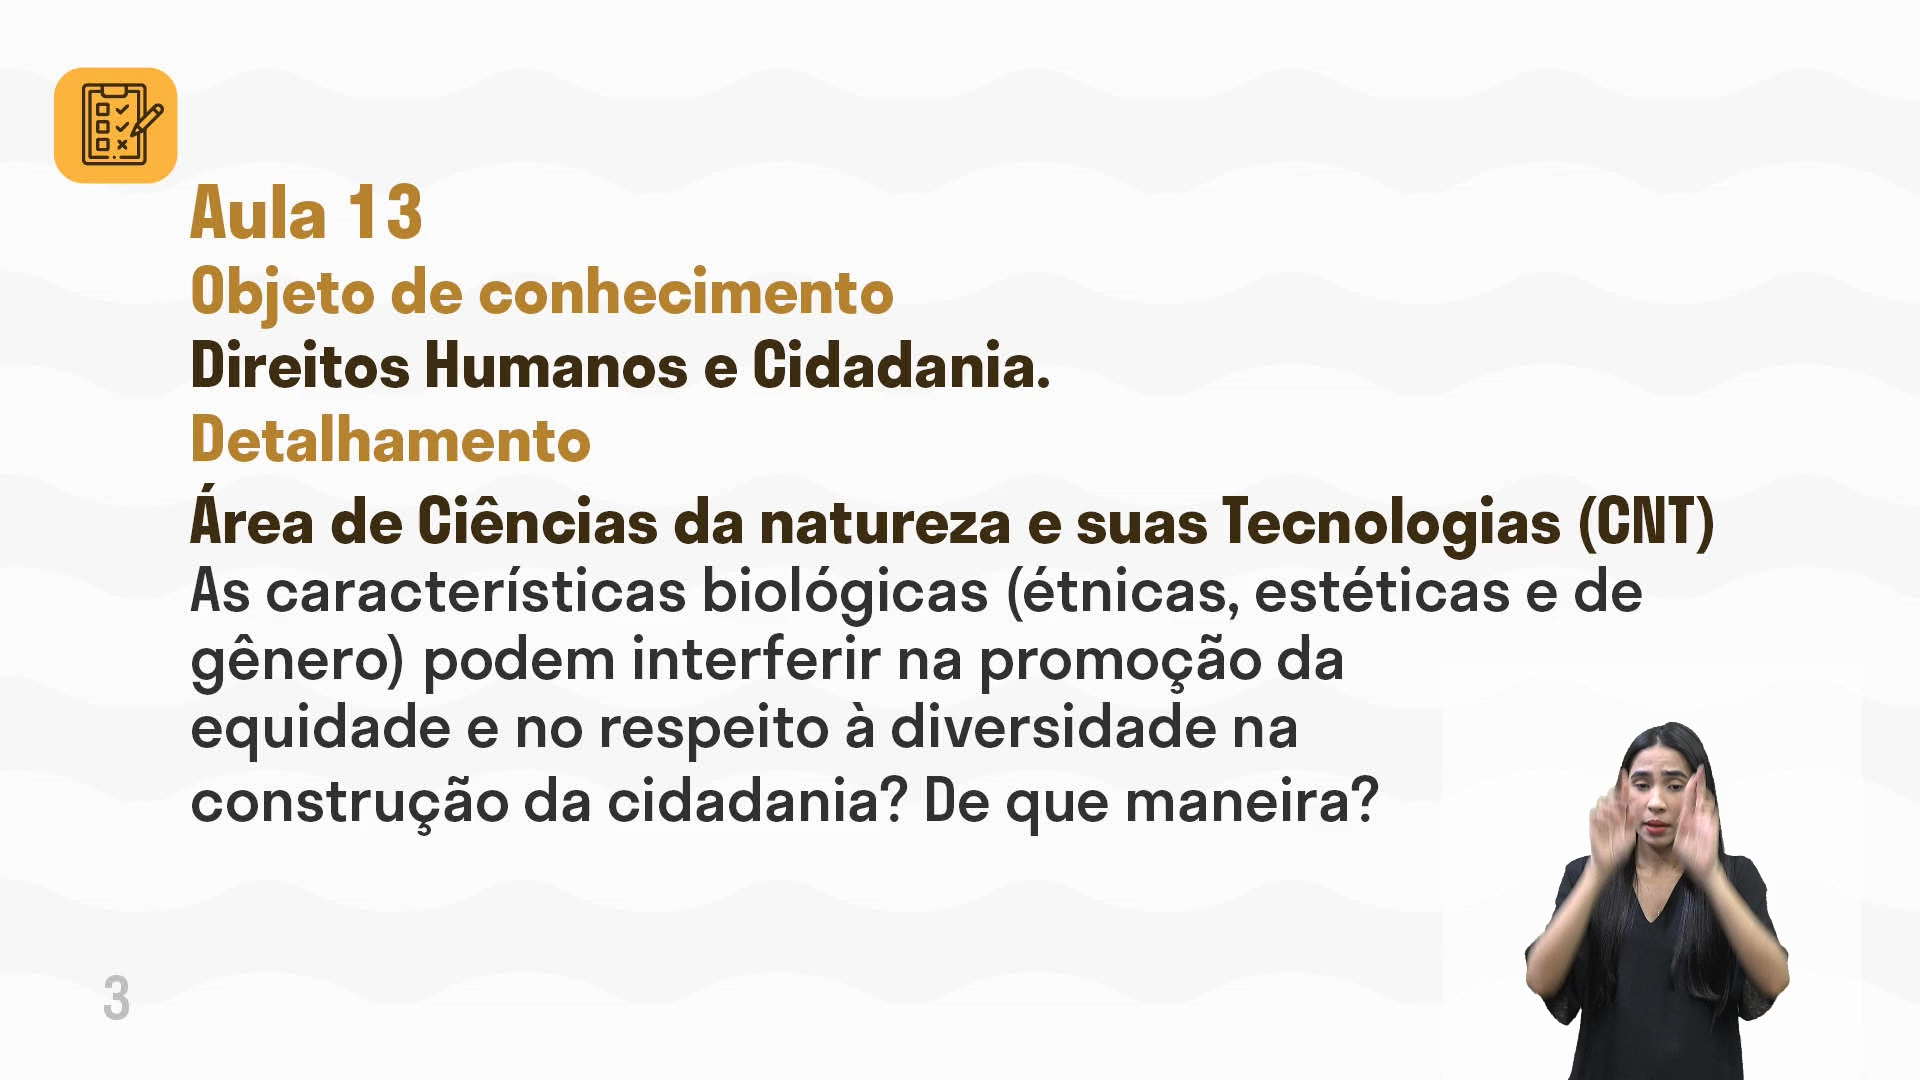 Aula 13
Objeto de conhecimento
Direitos Humanos e Cidadania.
Detalhamento
Área de Ciências da natureza e suas Tecnologias (CNT)
As características biológicas (étnicas, estéticas e de
gênero) podem interferir na promoção da
equidade e no respeito à diversidade na
construção da cidadania? De que maneira?
3